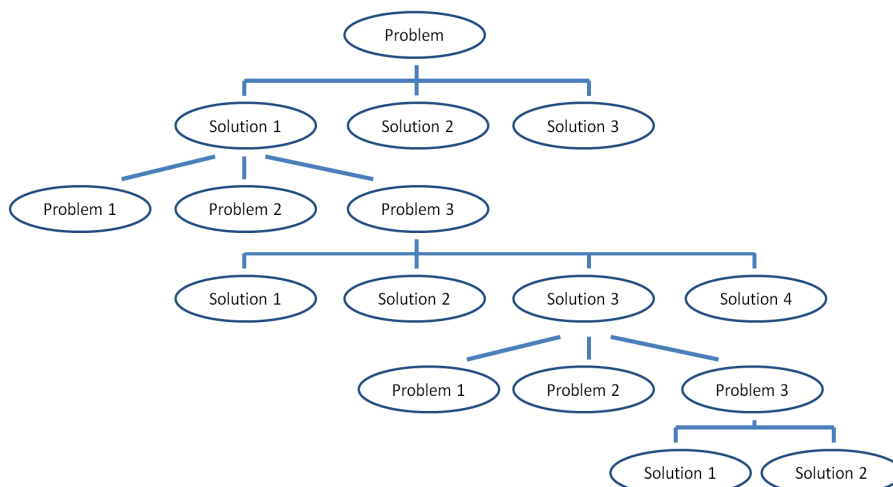 Problem
Solution 1
Solution 2
Solution 3
Problem 1
Problem 2
Problem 3
Solution 1
Solution 2
Solution 3
Solution 4
Problem 1
Problem 2
Problem 3
Solution 1
Solution 2